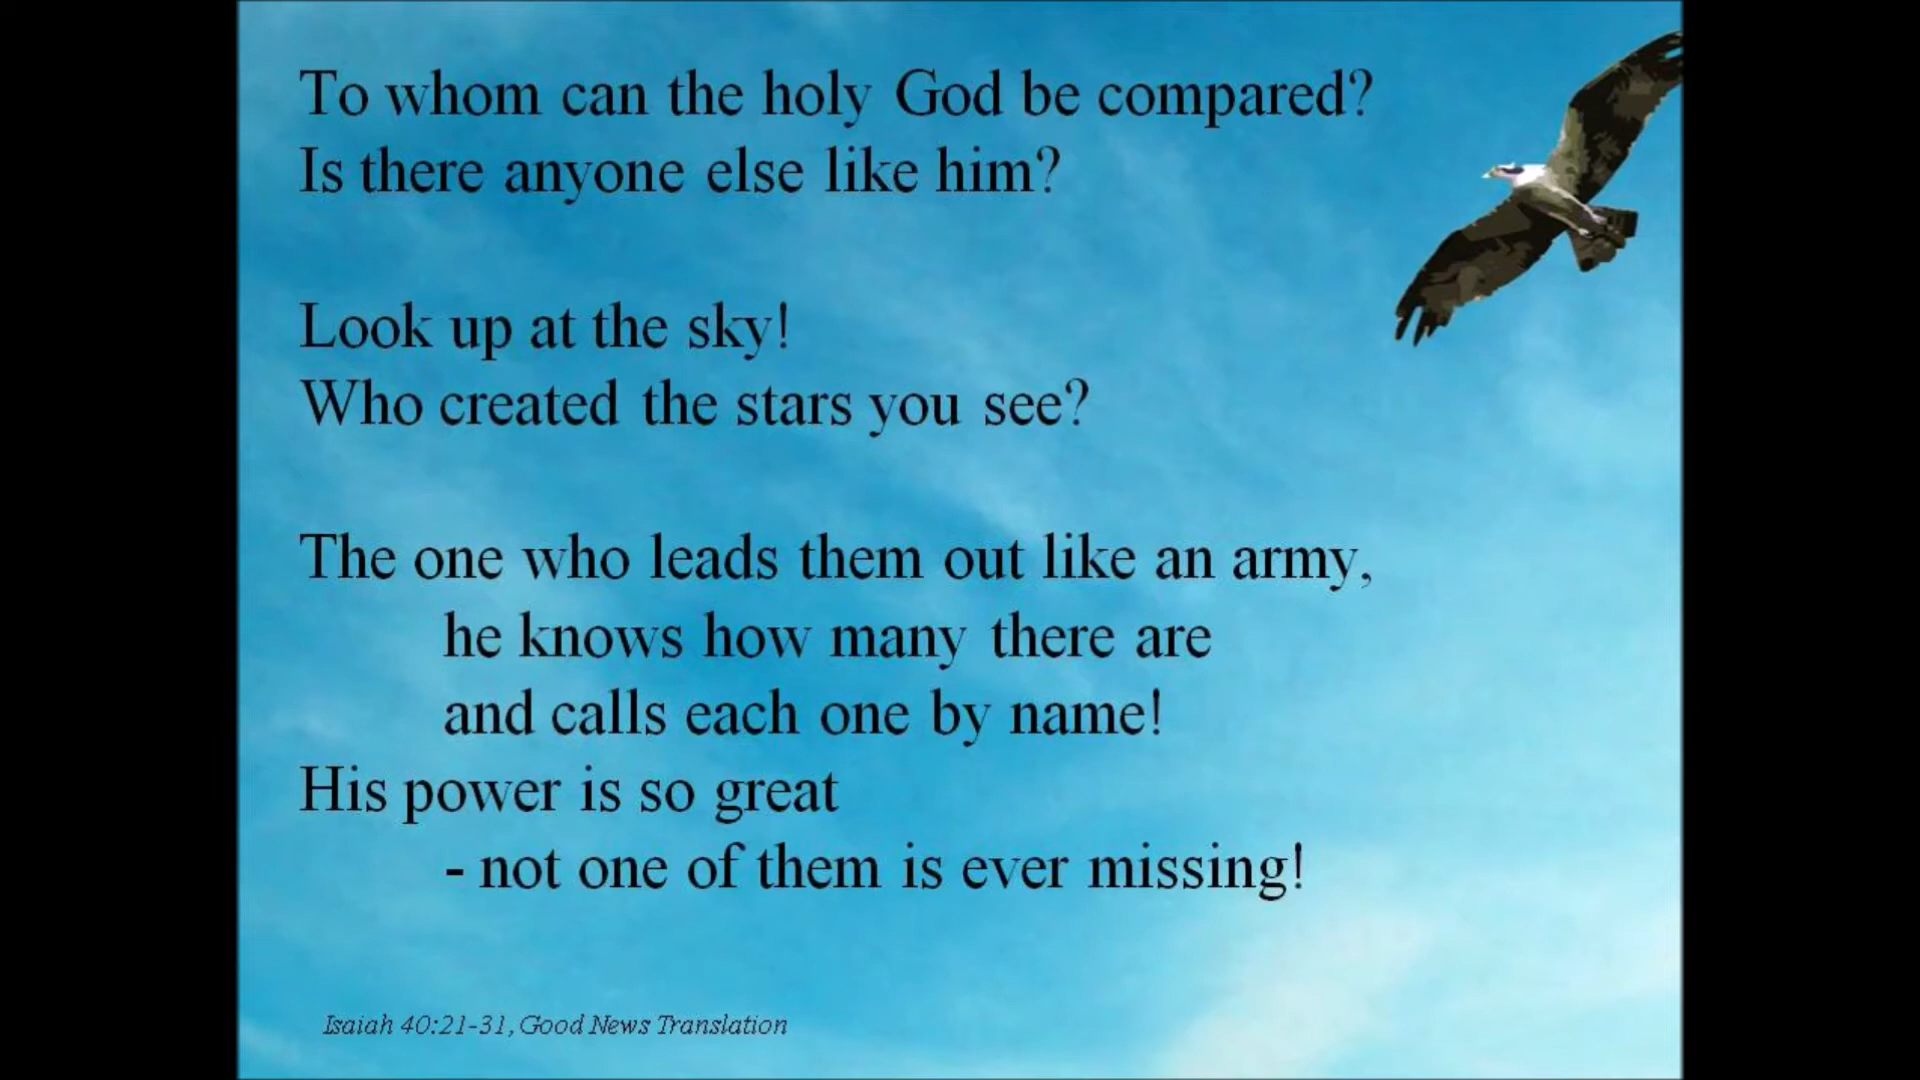 To whom can the holy God be compared?
Is there anyone else like him?
Look up at the sky!
Who created the stars you see?
The one who leads them out like an army,
he knows how many there are
and calls each one by name!
His power is so great
- not one of them is ever missing!
Isaiah 40:21-31, Good News Translation